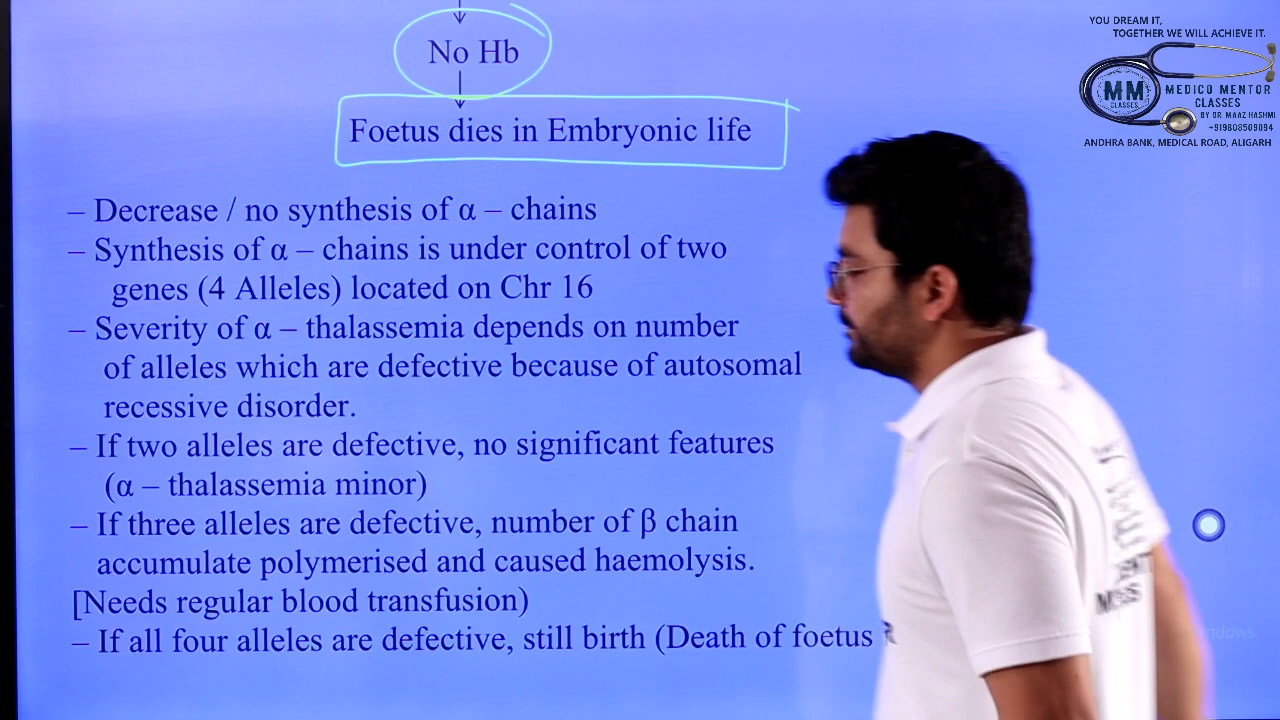 YOU DREAM IT,
TOGETHER WE WILL ACHIEVE IT.
MM
CLASSES
MEDICO MENTOR
CLASSES
BY DR. MAAZ HASHMI
+919808509094
ANDHRA BANK, MEDICAL ROAD, ALIGARH
No Hb
Foetus dies in Embryonic life
– Decrease / no synthesis of α – chains
– Synthesis of α – chains is under control of two
genes (4 Alleles) located on Chr 16
– Severity of α – thalassemia depends on number
of alleles which are defective because of autosomal
recessive disorder.
– If two alleles are defective, no significant features
(α – thalassemia minor)
– If three alleles are defective, number of β chain
accumulate polymerised and caused haemolysis.
[Needs regular blood transfusion)
– If all four alleles are defective, still birth (Death of foetus